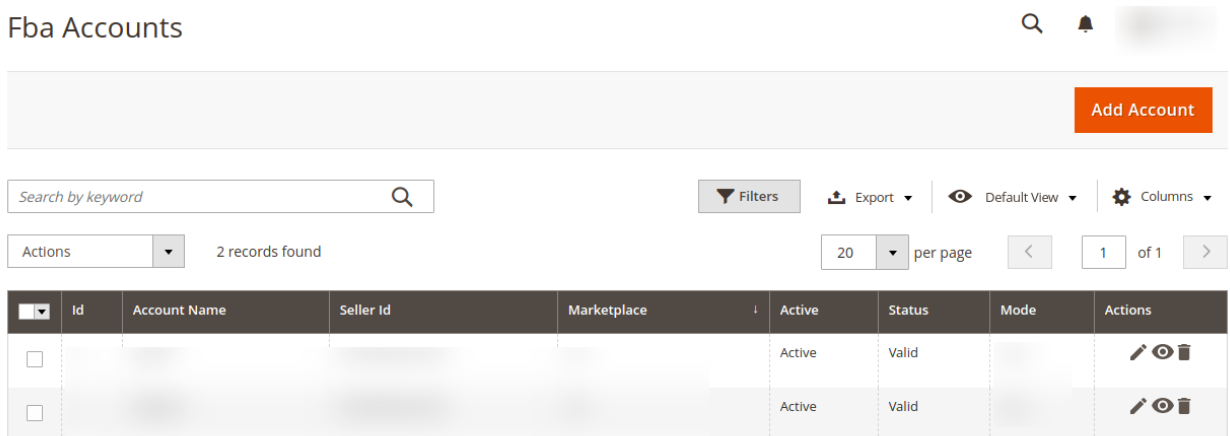 Fba Accounts
Add Account
Search by keyword
Filters
Export
Default View
Columns
Actions
2 records found
20
per page
1
of 1
Id Account Name Seller Id Marketplace ↓ Active Status Mode Actions
Active Valid
Active Valid